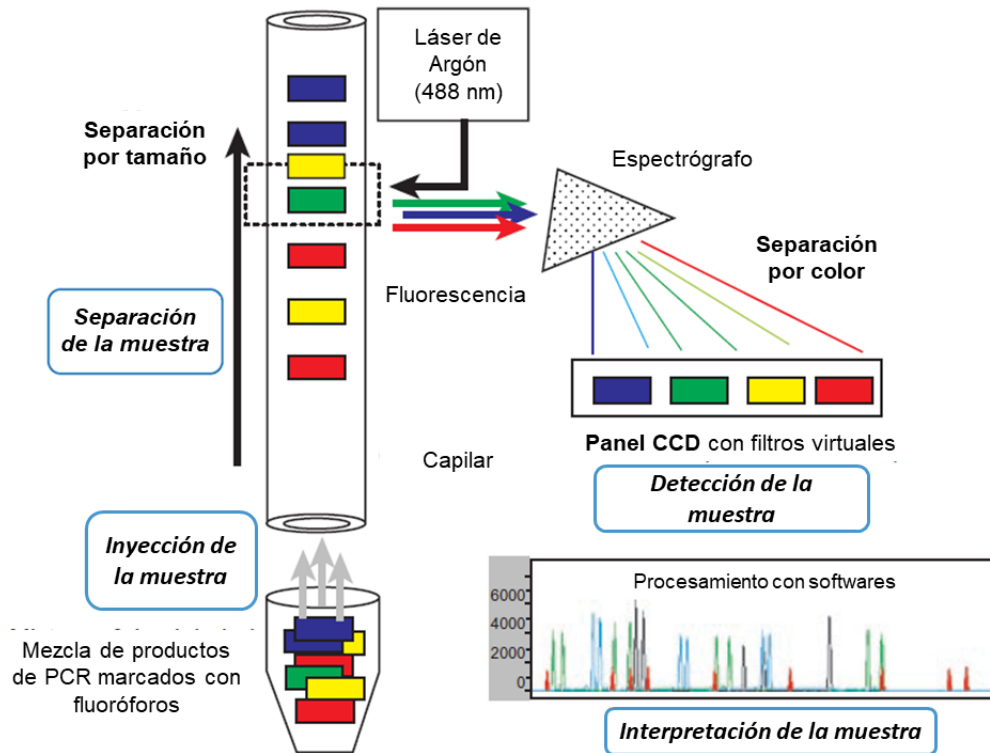 Láser de
Argón
(488 nm)
Separación
por tamaño
Espectrógrafo
Separación
por color
Fluorescencia
Separación
de la muestra
Panel CCD con filtros virtuales
Capilar
Detección de la
muestra
Inyección de
la muestra
Procesamiento con softwares
6000
4000
2000
0
Mezcla de productos
de PCR marcados con
fluoróforos
Interpretación de la muestra